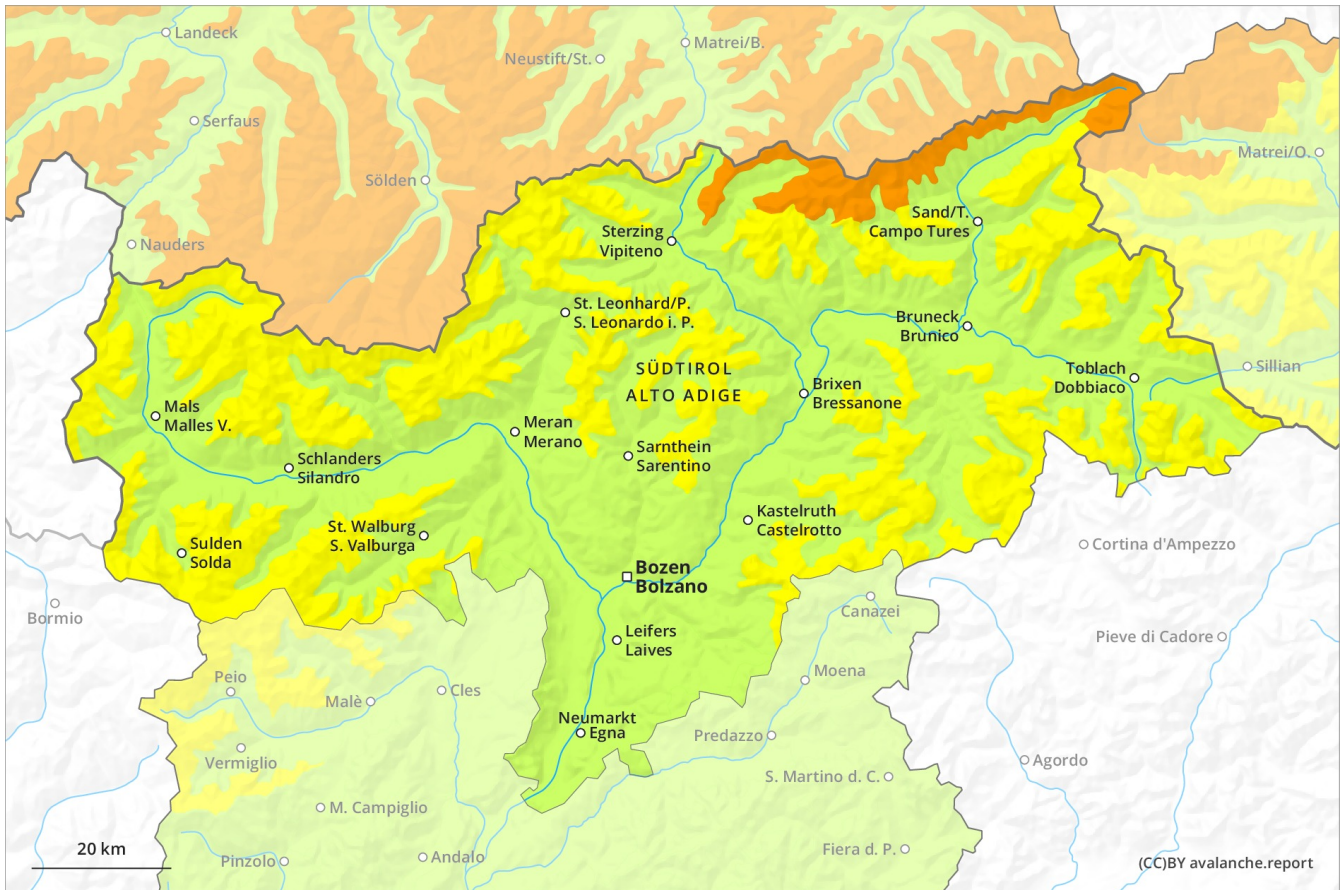 Landeck
Matrei/B.
Neustift/St.
Serfaus
Matrei/O.
Sölden
Sand/T.
Campo Tures
Nauders
Sterzing
Vipiteno
St. Leonhard/P.
S. Leonardo i. P.
Bruneck
Brunico
SÜDTIROL
ALTO ADIGE
Toblach
Dobbiaco
Sillian
Brixen
Bressanone
Mals
Malles V.
Meran
Merano
Sarnthein
Sarentino
Schlanders
Silandro
Kastelruth
Castelrotto
St. Walburg
S. Valburga
Sulden
Solda
Cortina d'Ampezzo
Bozen
Bolzano
Bormio
Canazei
Leifers
Laives
Pieve di Cadore
Peio
Moena
Malè
Cles
Neumarkt
Egna
Predazzo
Vermiglio
Agordo
S. Martino d. C.
M. Campiglio
20 km
Pinzolo
Andalo
Fiera d. P.
(CC)BY avalanche.report